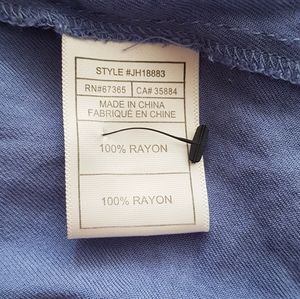 STYLE #JH18883
RN#67365 CA# 35884
MADE IN CHINA
FABRIQUÉ EN CHINE
100% RAYON
100% RAYON